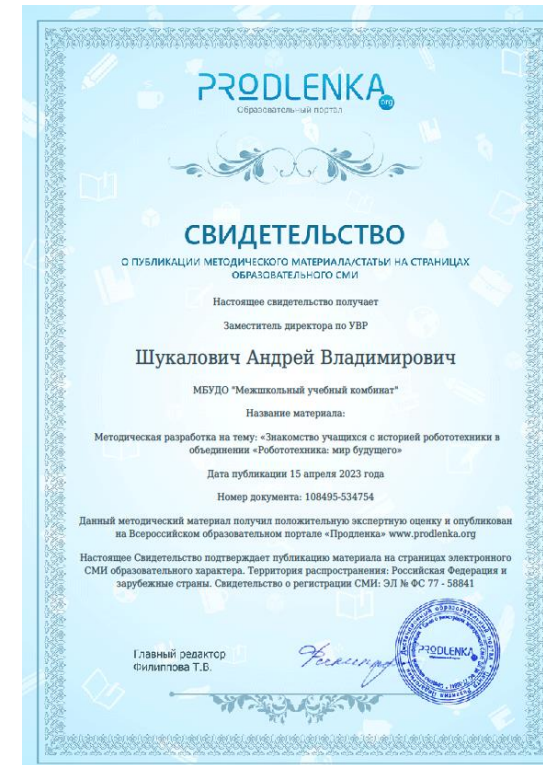 PRODLENKA.org
Образовательный портал
СВИДЕТЕЛЬСТВО
О ПУБЛИКАЦИИ МЕТОДИЧЕСКОГО МАТЕРИАЛА/СТАТЬИ НА СТРАНИЦАХ
ОБРАЗОВАТЕЛЬНОГО СМИ
Настоящее свидетельство получает
Заместитель директора по УВР
Шукалович Андрей Владимирович
МБУДО "Межшкольный учебный комбинат"
Название материала:
Методическая разработка на тему: «Знакомство учащихся с историей робототехники в
объединении «Робототехника: мир будущего»
Дата публикации 15 апреля 2023 года
Номер документа: 108495-534754
Данный методический материал получил положительную экспертную оценку и опубликован
на Всероссийском образовательном портале «Продленка» www.prodlenka.org
Настоящее Свидетельство подтверждает публикацию материала на страницах электронного
СМИ образовательного характера. Территория распространения: Российская Федерация и
зарубежные страны. Свидетельство о регистрации СМИ: ЭЛ № ФС 77 - 58841
Главный редактор
Филиппова Т.В.
PRODLENKA